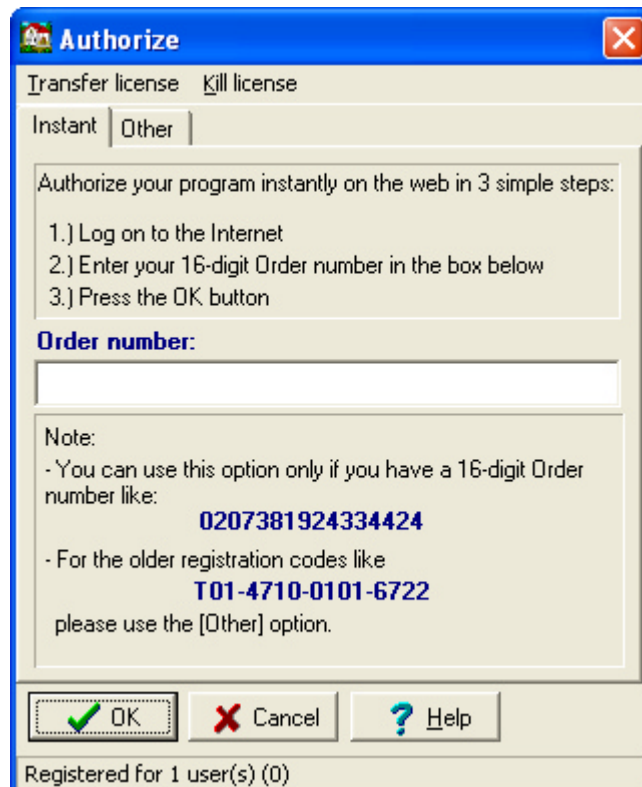 Authorize
Transfer license Kill license
Instant Other
Authorize your program instantly on the web in 3 simple steps:
1.) Log on to the Internet
2.) Enter your 16-digit Order number in the box below
3.) Press the OK button
Order number:
Note:
- You can use this option only if you have a 16-digit Order
number like:
0207381924334424
- For the older registration codes like
T01-4710-0101-6722
please use the [Other] option.
OK Cancel Help
Registered for 1 user(s) (0)